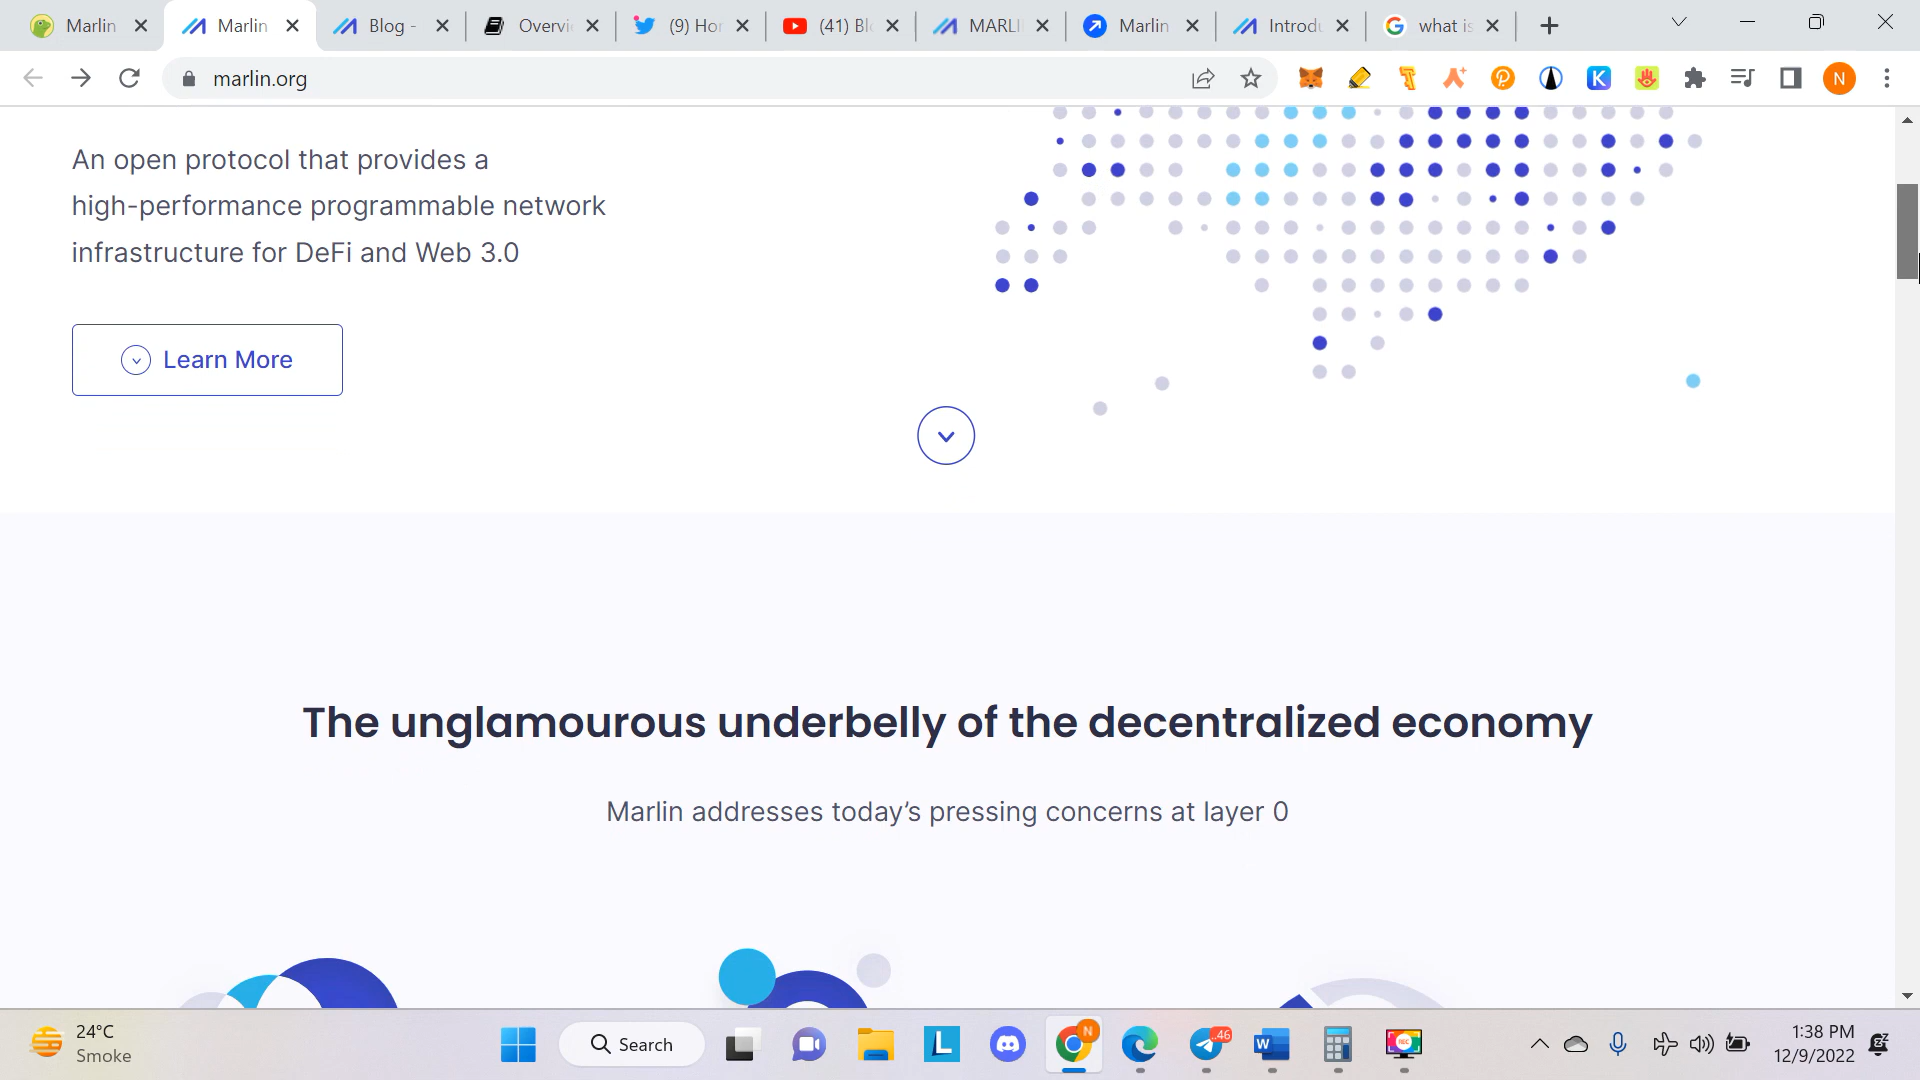 Marlin
Marlin
Blog -
Overvi
(9) Hor
(41) Bl
MARLI
Marlin
Introdu
what is
marlin.org
N
An open protocol that provides a
high-performance programmable network
infrastructure for DeFi and Web 3.0
Learn More
The unglamourous underbelly of the decentralized economy
Marlin addresses today's pressing concerns at layer 0
24°C
Smoke
Search
L
N
46
W
REC
1:38 PM
12/9/2022